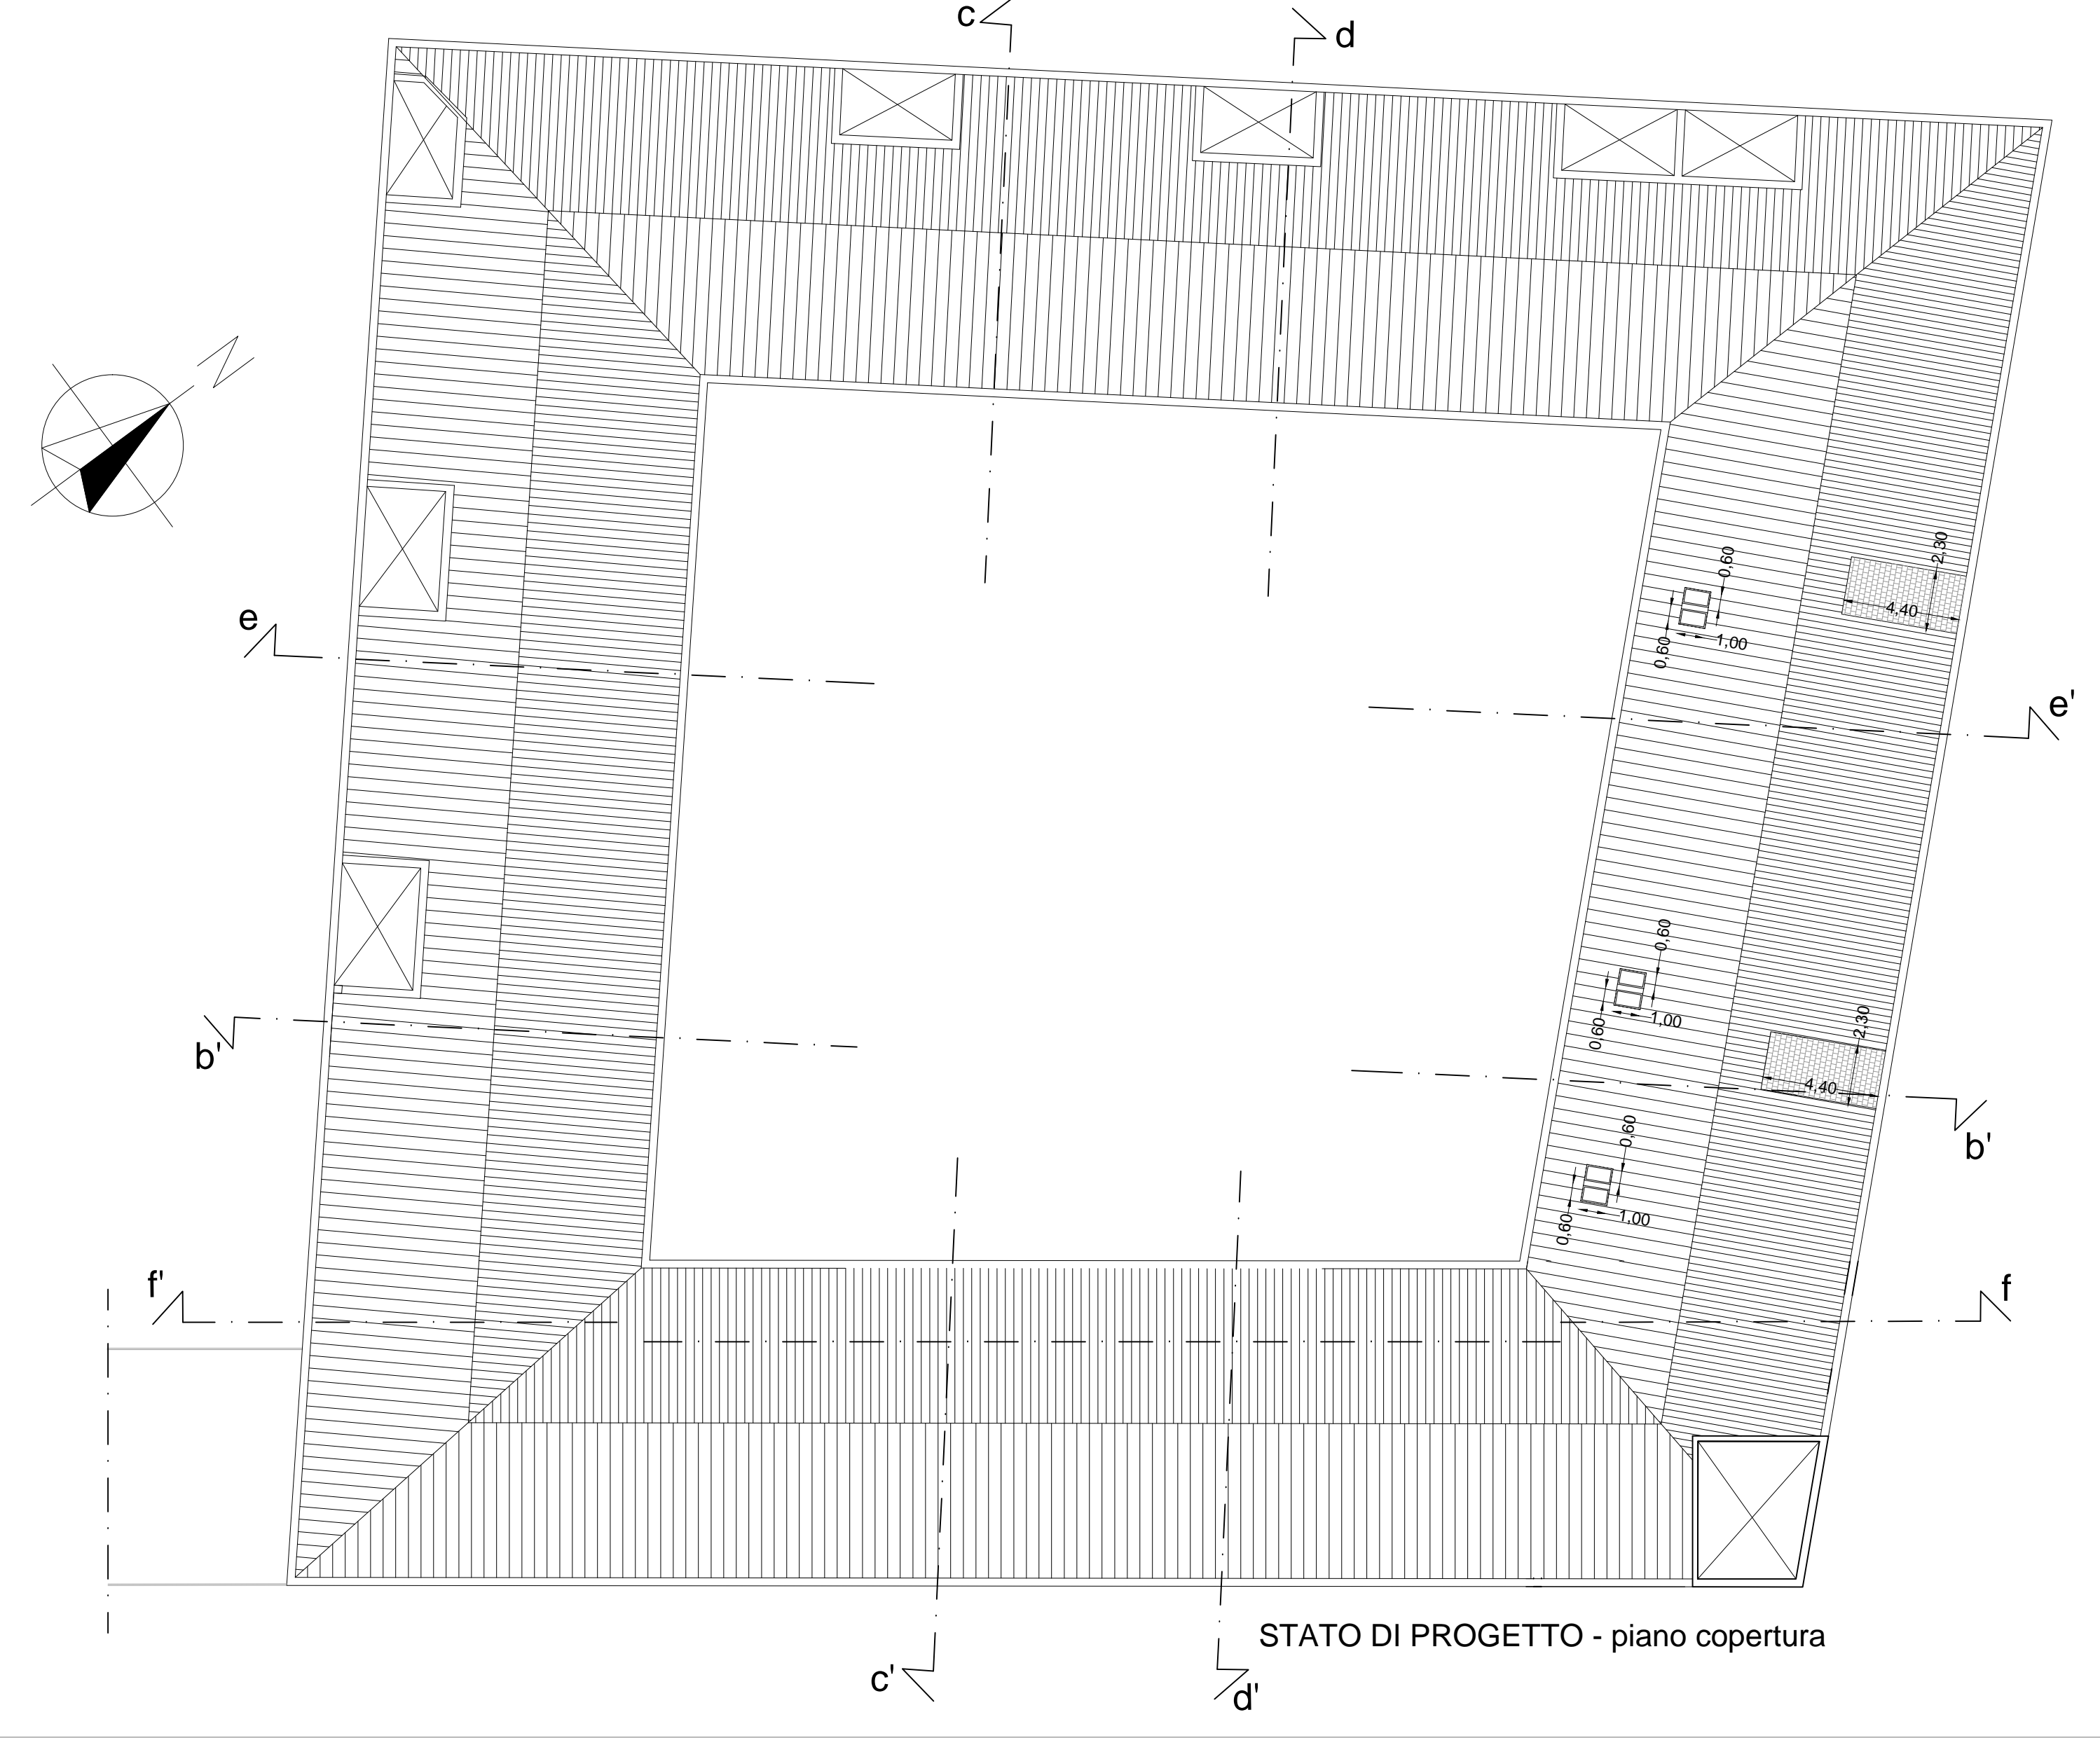 c
d
N
2,30
0,60
4,40
e
1,00
0,60
e'
0,60
2,30
1,00
b'
0,60
4,40
0,60
b'
1,00
0,60
f'
f
STATO DI PROGETTO - piano copertura
c'
d'